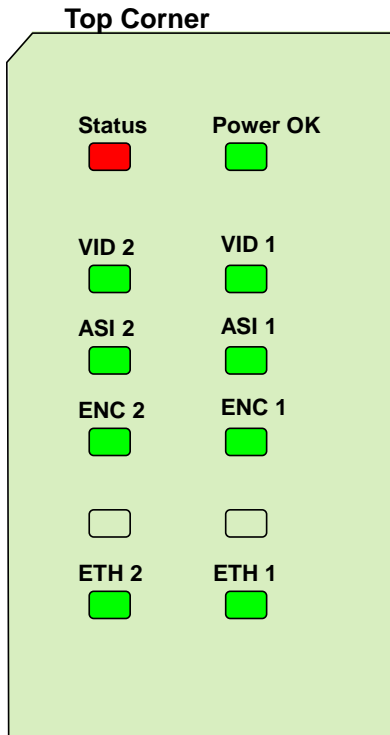 Top Corner
Status Power OK
VID 2 VID 1
ASI 2 ASI 1
ENC 2 ENC 1
ETH 2 ETH 1